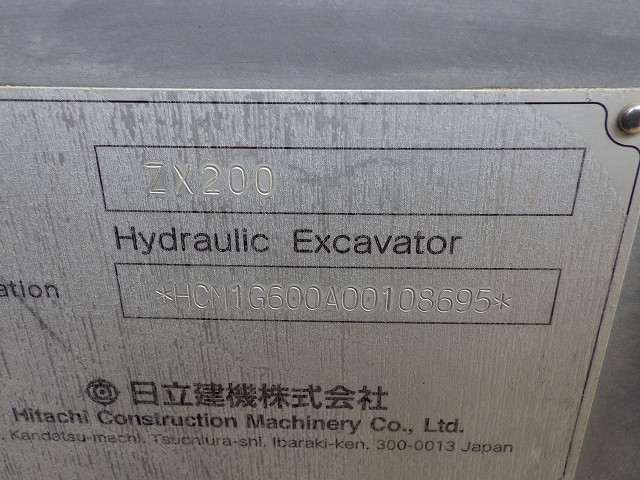 ZX200
Hydraulic Excavator
ation
*HCM1G600A00108695*
日立建機株式会社
Hitachi Construction Machinery Co., Ltd.
Kandatsu-machi, Tsuchiura-shi, Ibaraki-ken, 300-0013 Japan